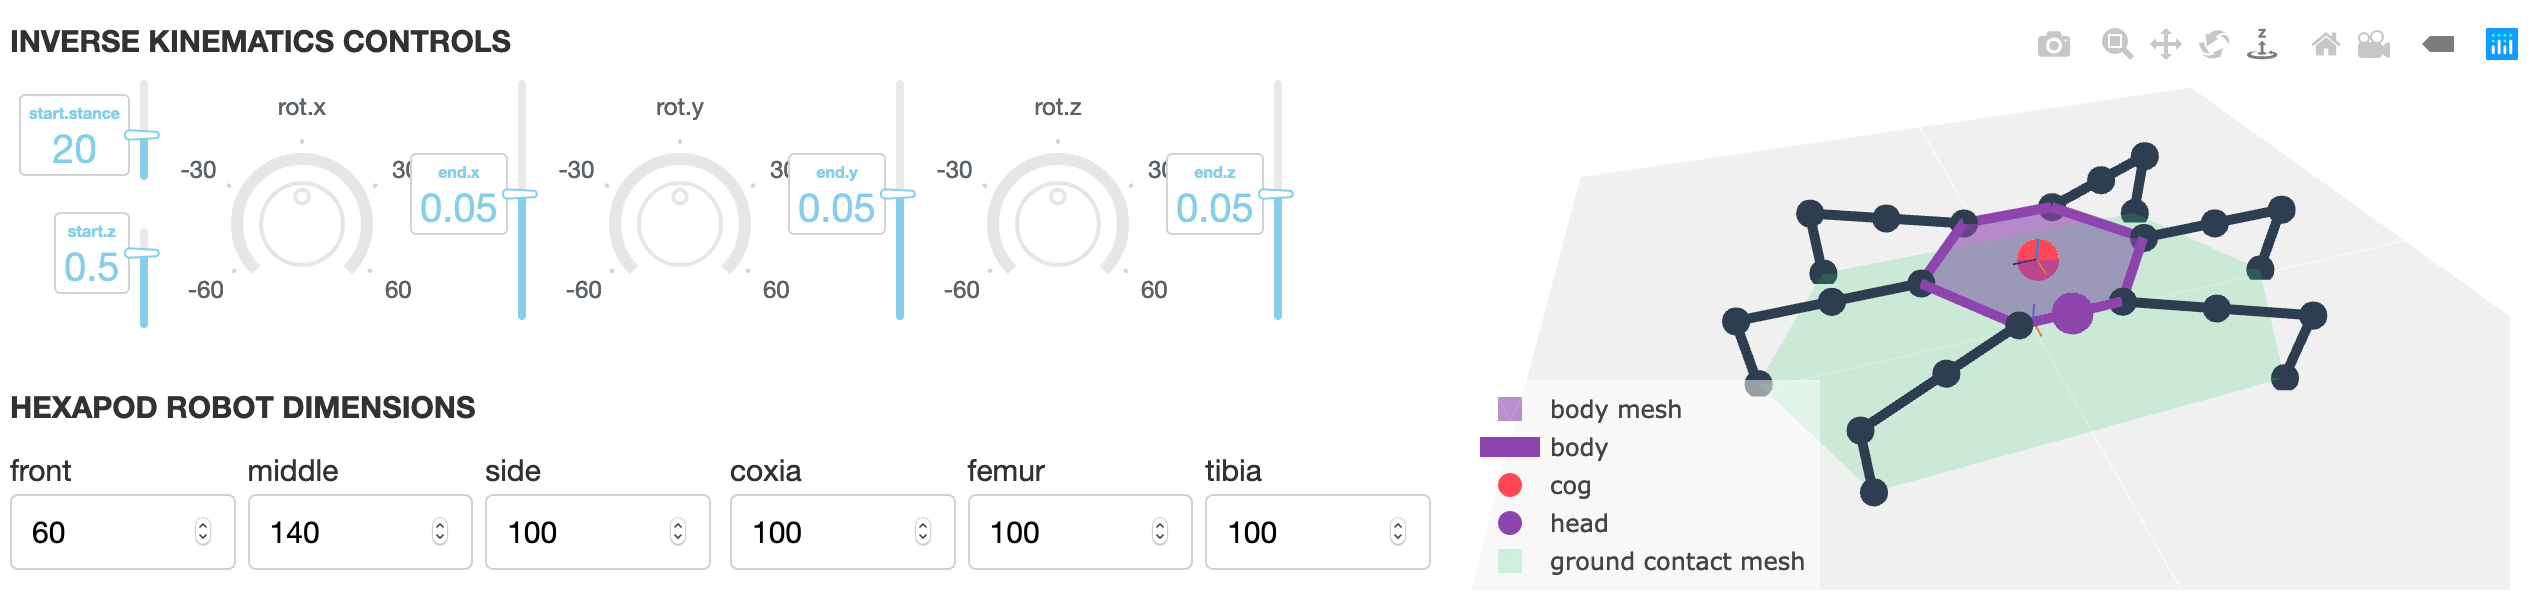 INVERSE KINEMATICS CONTROLS
start.stance
20
start.z
0.5
rot.x
-30
30
-60
60
end.x
0.05
rot.y
-30
30
-60
60
end.y
0.05
rot.z
-30
30
-60
60
end.z
0.05
z
HEXAPOD ROBOT DIMENSIONS
front middle side coxia femur tibia
60 140 100 100 100 100
body mesh
body
cog
head
ground contact mesh